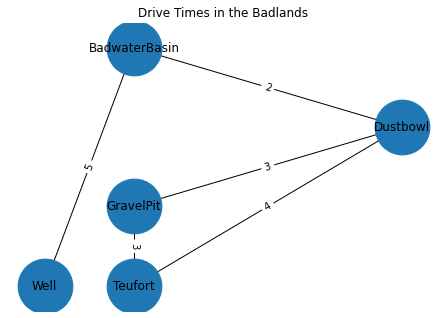 Drive Times in the Badlands
BadwaterBasin
2
Dustbowl
5
3
GravelPit
4
3
Well
Teufort